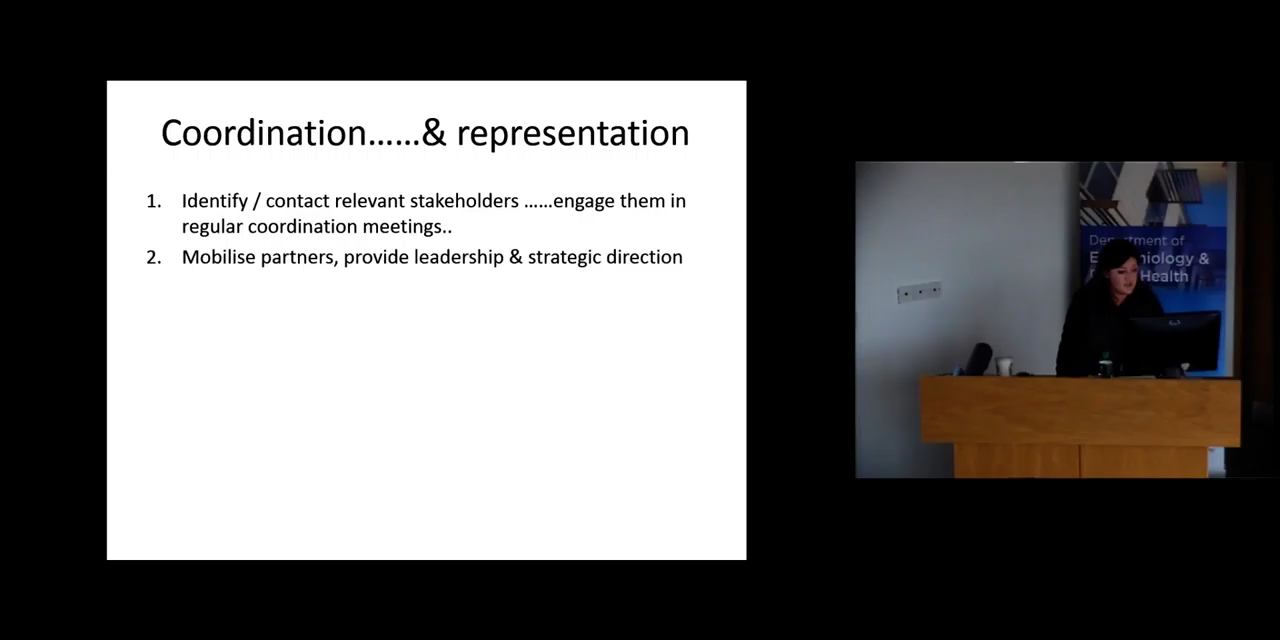 Coordination……& representation
1. Identify / contact relevant stakeholders ……engage them in
regular coordination meetings..
2. Mobilise partners, provide leadership & strategic direction
Department of
&
Health